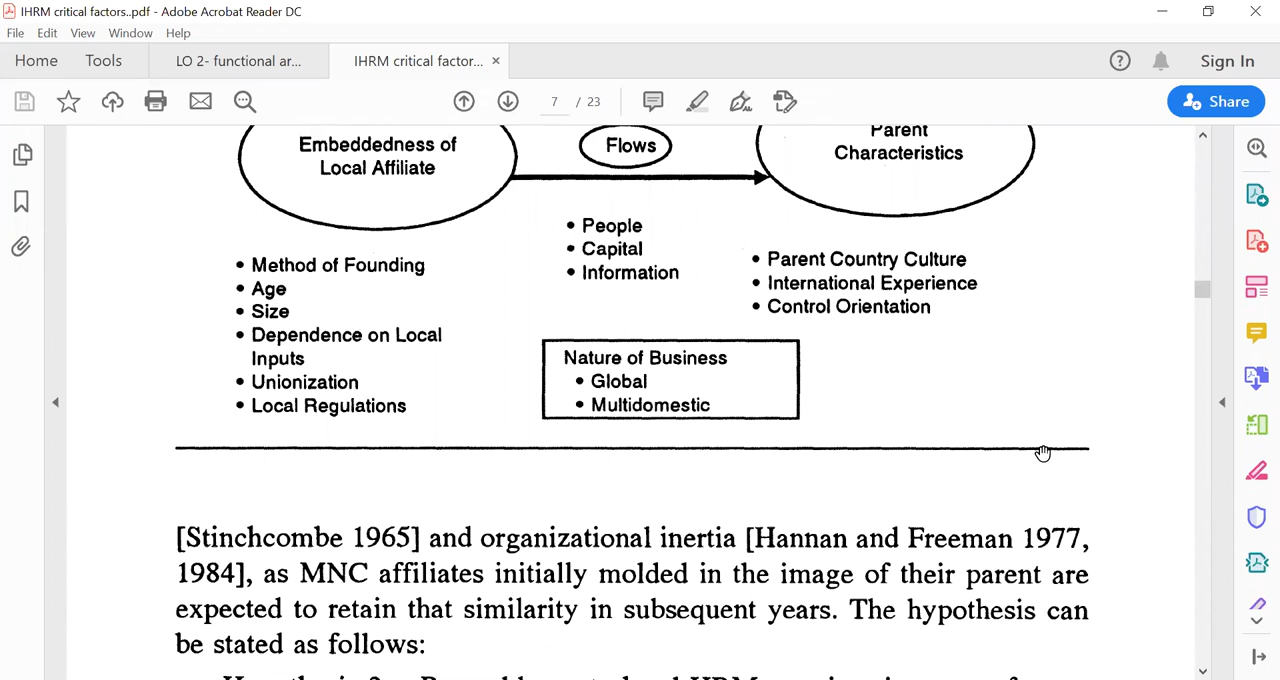 IHRM critical factors..pdf - Adobe Acrobat Reader DC
File Edit View Window Help
Home Tools LO 2- functional ar... IHRM critical factor... × Sign In
7 / 23 Share
Embeddedness of
Local Affiliate
Flows
Parent
Characteristics
• People
• Capital
• Information
• Method of Founding
• Age
• Size
• Dependence on Local
Inputs
• Unionization
• Local Regulations
• Parent Country Culture
• International Experience
• Control Orientation
Nature of Business
• Global
• Multidomestic
[Stinchcombe 1965] and organizational inertia [Hannan and Freeman 1977,
1984], as MNC affiliates initially molded in the image of their parent are
expected to retain that similarity in subsequent years. The hypothesis can
be stated as follows: